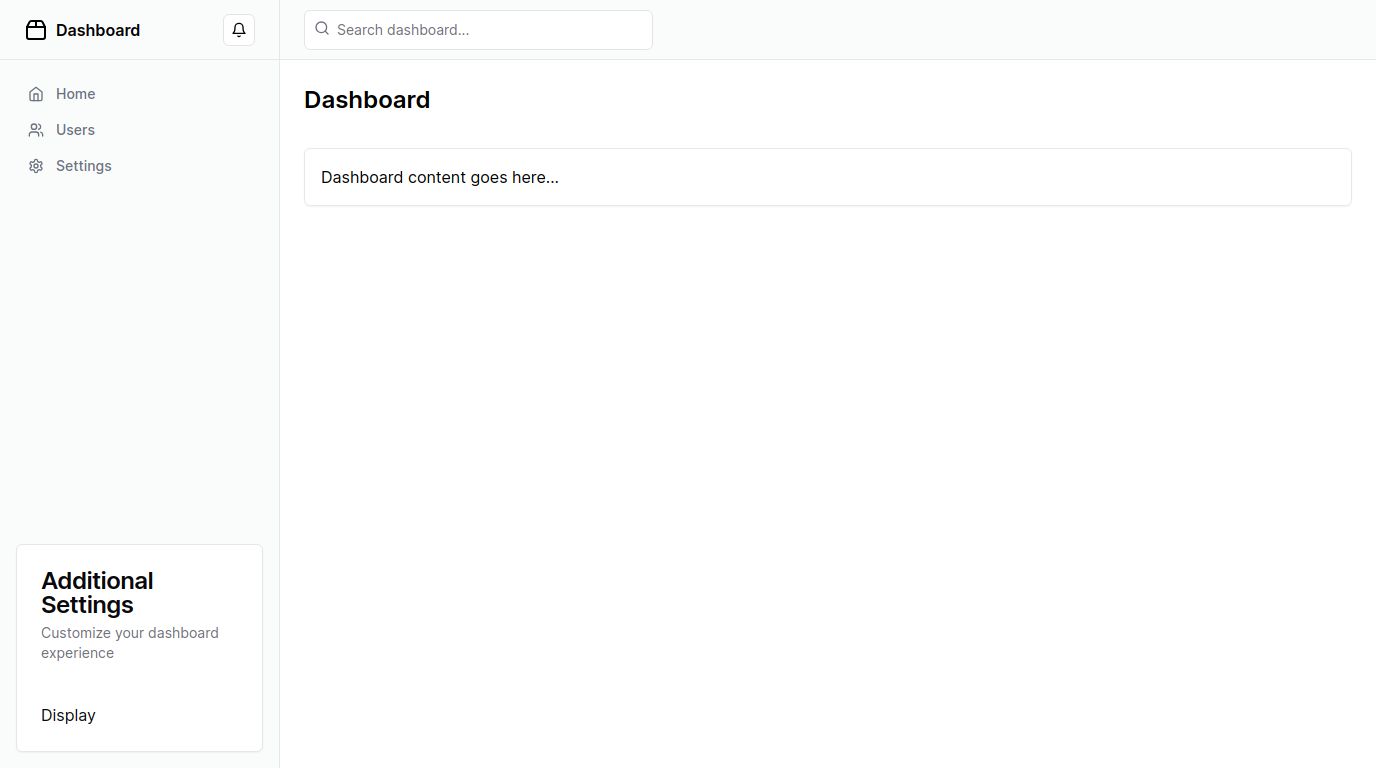 Dashboard
Search dashboard...
Home
Users
Settings
Dashboard
Dashboard content goes here...
Additional
Settings
Customize your dashboard
experience
Display